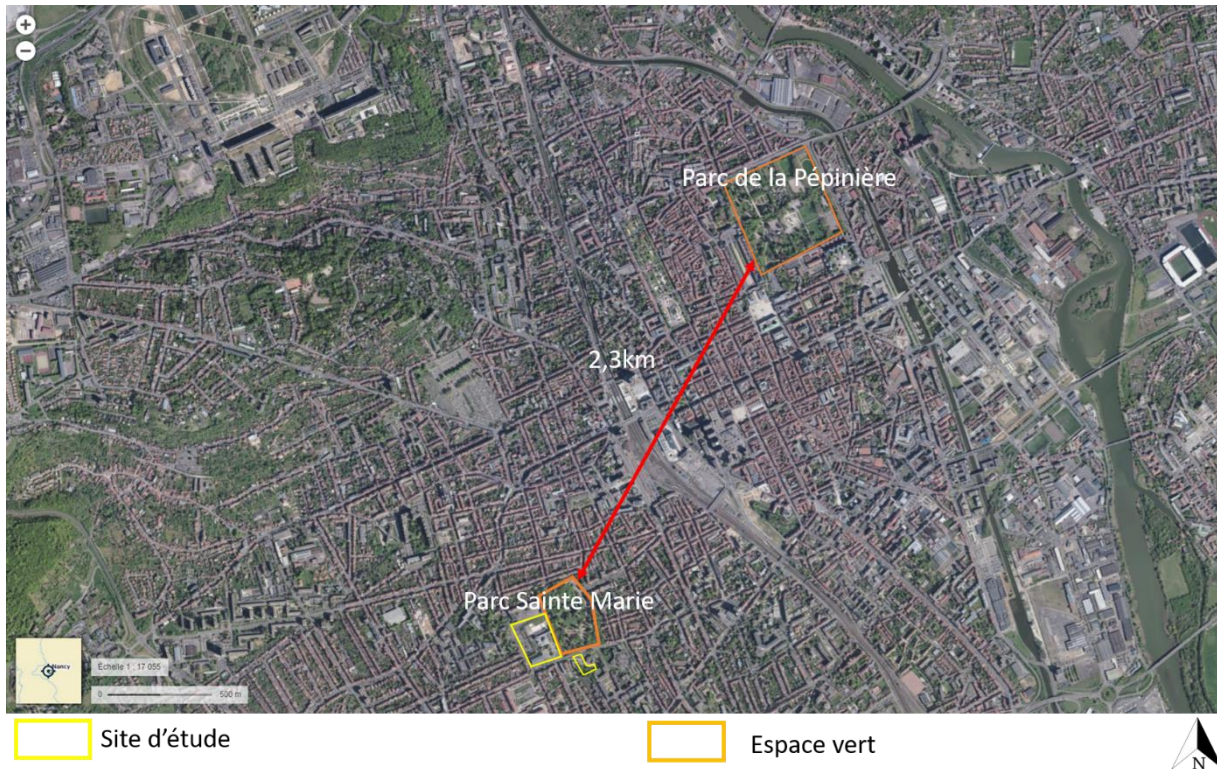 Parc de la Pépinière
2,3km
Parc Sainte Marie
Nancy
Échelle 1 : 17 055
0 500 m
Site d’étude
Espace vert
N